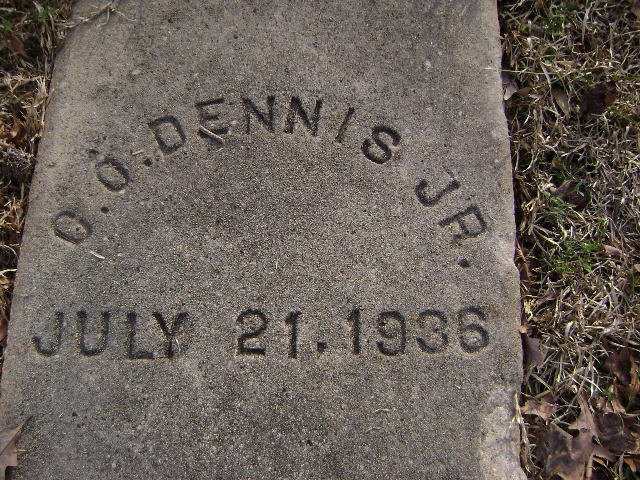 O.O. DENNIS JR.
JULY 21. 1936